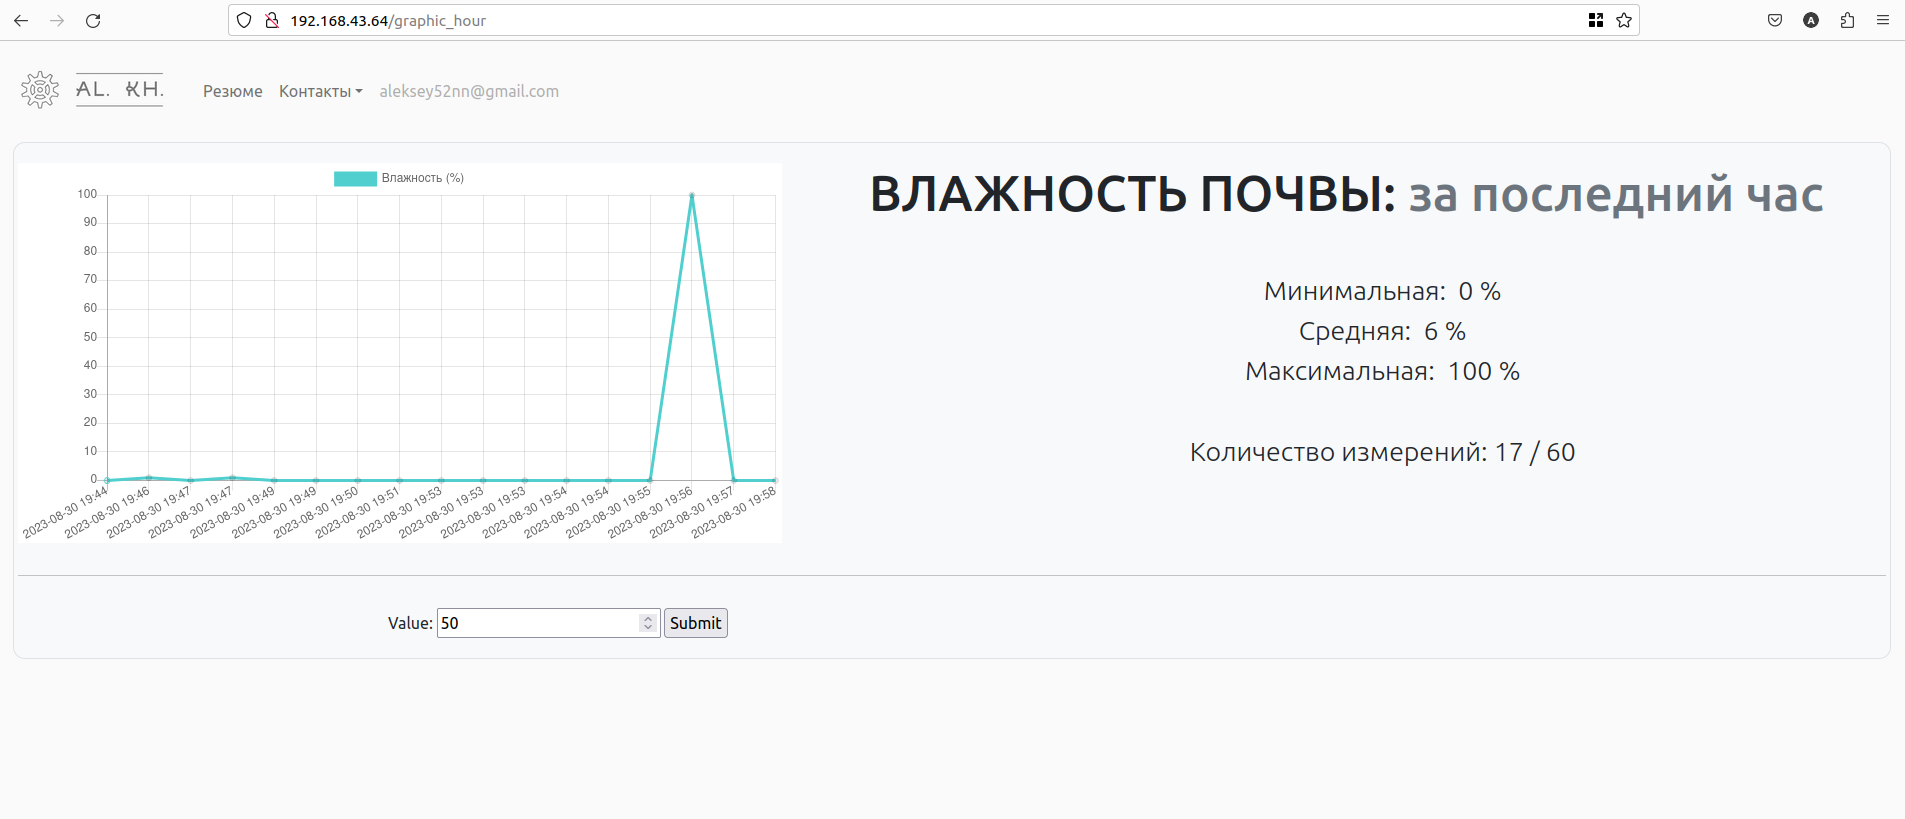 192.168.43.64/graphic_hour
A
AL. KH.
Резюме Контакты aleksey52nn@gmail.com
Влажность (%)
100
90
80
70
60
50
40
30
20
10
0
2023-08-30 19:44
2023-08-30 19:46
2023-08-30 19:47
2023-08-30 19:47
2023-08-30 19:49
2023-08-30 19:49
2023-08-30 19:50
2023-08-30 19:51
2023-08-30 19:53
2023-08-30 19:53
2023-08-30 19:53
2023-08-30 19:54
2023-08-30 19:54
2023-08-30 19:55
2023-08-30 19:56
2023-08-30 19:57
2023-08-30 19:58
ВЛАЖНОСТЬ ПОЧВЫ: за последний час
Минимальная: 0 %
Средняя: 6 %
Максимальная: 100 %
Количество измерений: 17 / 60
Value: 50 Submit